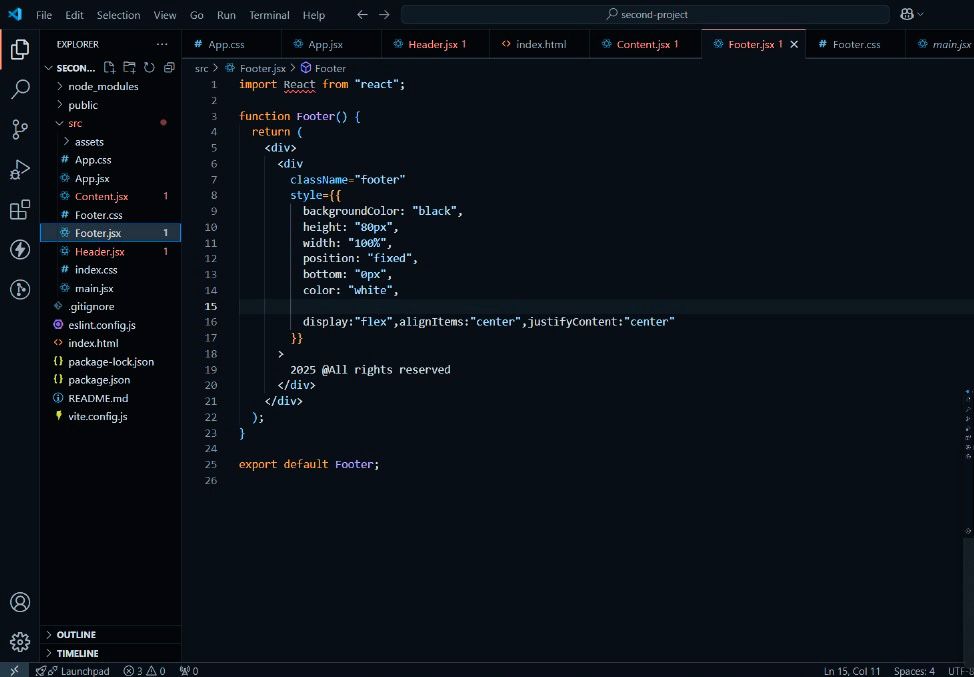 File Edit Selection View Go Run Terminal Help second-project
EXPLORER
App.css App.jsx Header.jsx 1 index.html Content.jsx 1 Footer.jsx 1 Footer.css main.jsx
SECON...
node_modules
public
src
assets
App.css
App.jsx
Content.jsx 1
Footer.css
Footer.jsx 1
Header.jsx 1
index.css
main.jsx
.gitignore
eslint.config.js
index.html
package-lock.json
package.json
README.md
vite.config.js
OUTLINE
TIMELINE
src > Footer.jsx > Footer
1 import React from "react";
2
3 function Footer() {
4 return (
5 <div>
6 <div
7 className="footer"
8 style={{
9 backgroundColor: "black",
10 height: "80px",
11 width: "100%",
12 position: "fixed",
13 bottom: "0px",
14 color: "white",
15
16 display:"flex",alignItems:"center",justifyContent:"center"
17 }}
18 >
19 2025 @All rights reserved
20 </div>
21 </div>
22 );
23 }
24
25 export default Footer;
26
Launchpad 3 0 0 Ln 15, Col 11 Spaces: 4 UTF-